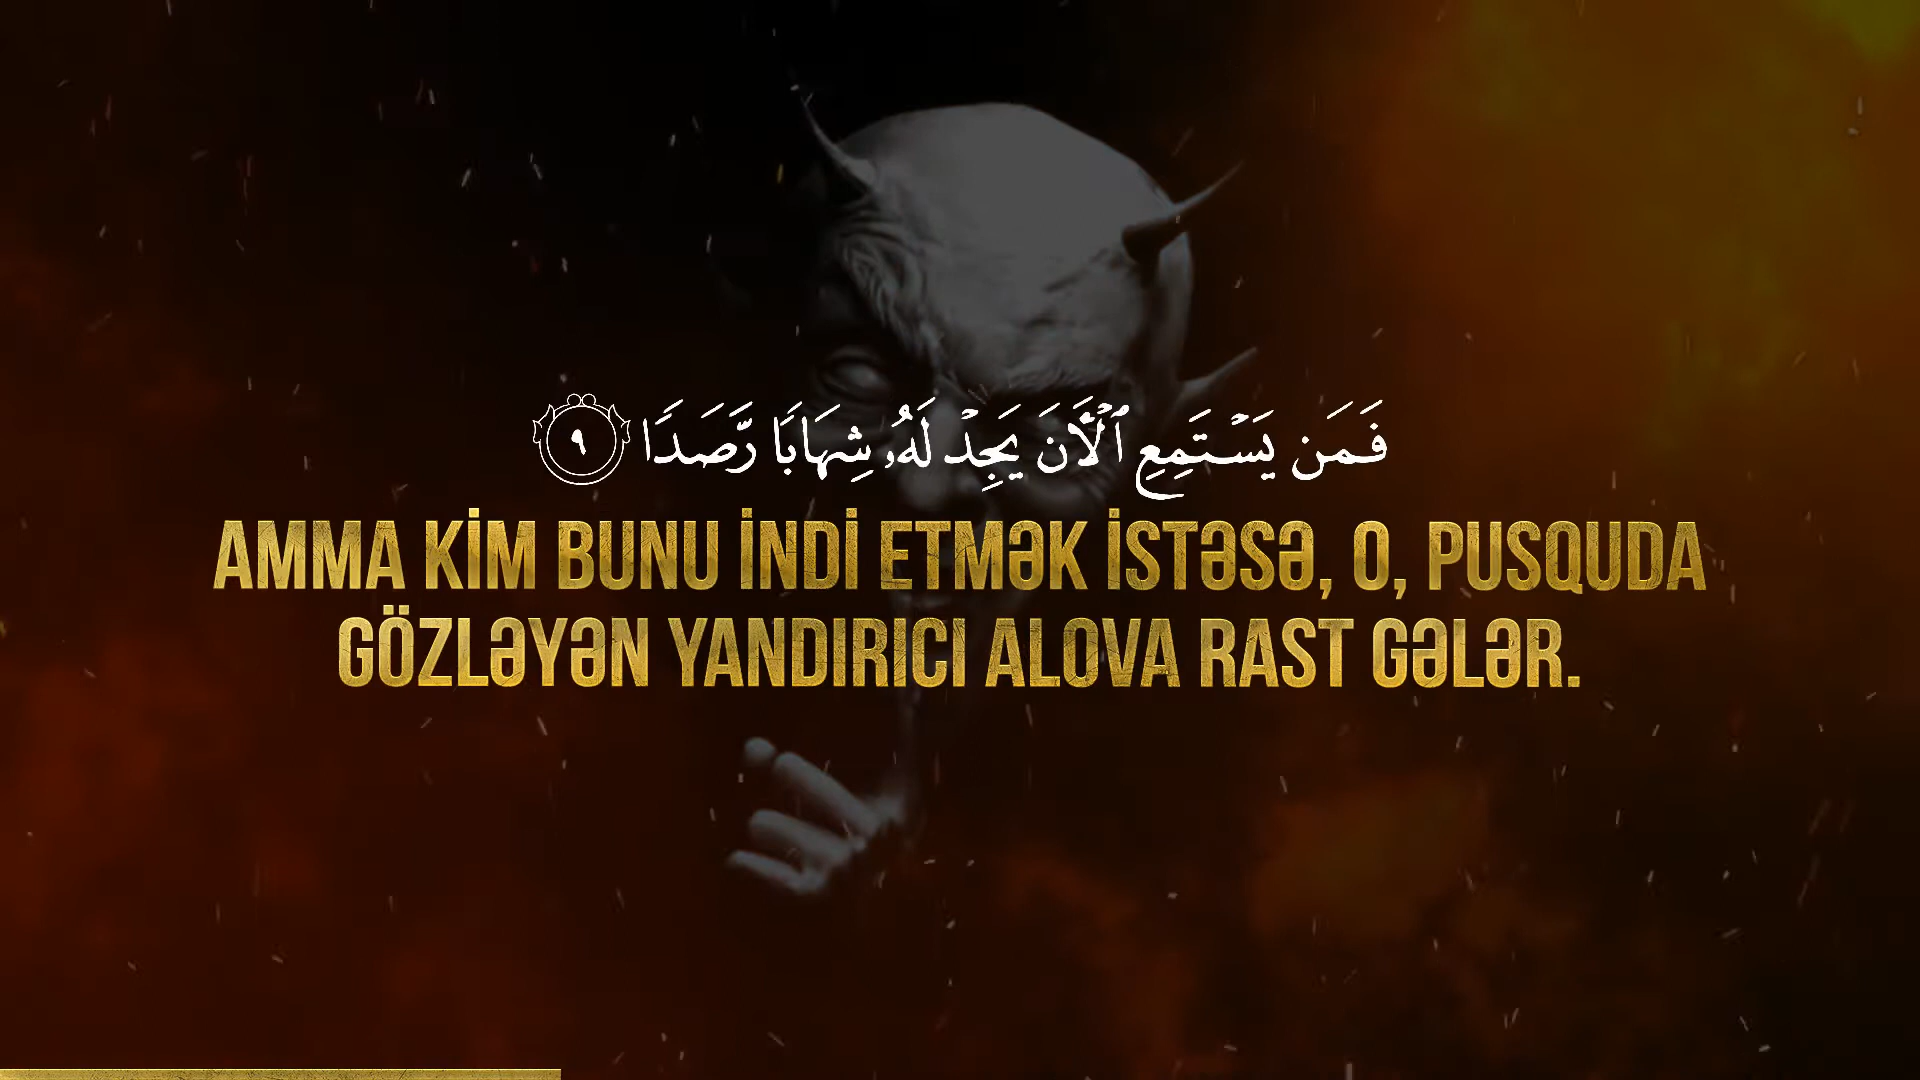 فَمَن يَسْتَمِعِ ٱلْـَٔانَ يَجِدْ لَهُۥ شِهَابًا رَّصَدًا ٩
AMMA KİM BUNU İNDİ ETMƏK İSTƏSƏ, O, PUSQUDA
GÖZLƏYƏN YANDIRICI ALOVA RAST GƏLƏR.